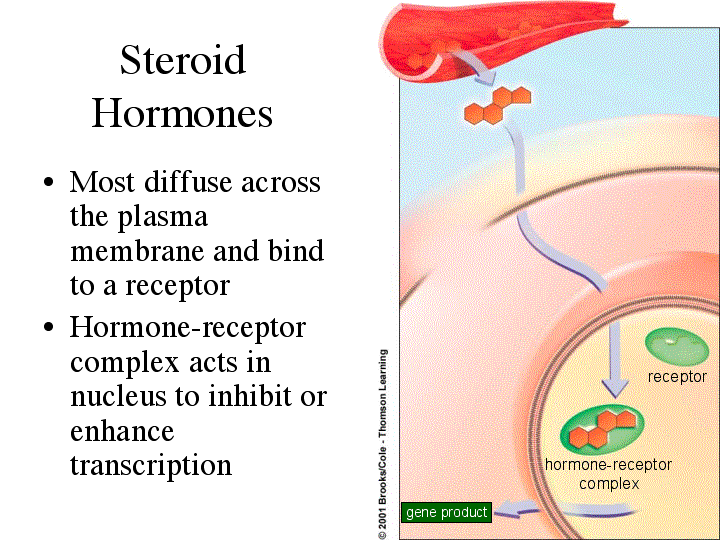 Steroid
Hormones
• Most diffuse across
the plasma
membrane and bind
to a receptor
• Hormone-receptor
complex acts in
nucleus to inhibit or
enhance
transcription
© 2001 Brooks/Cole - Thomson Learning
receptor
hormone-receptor
complex
gene product